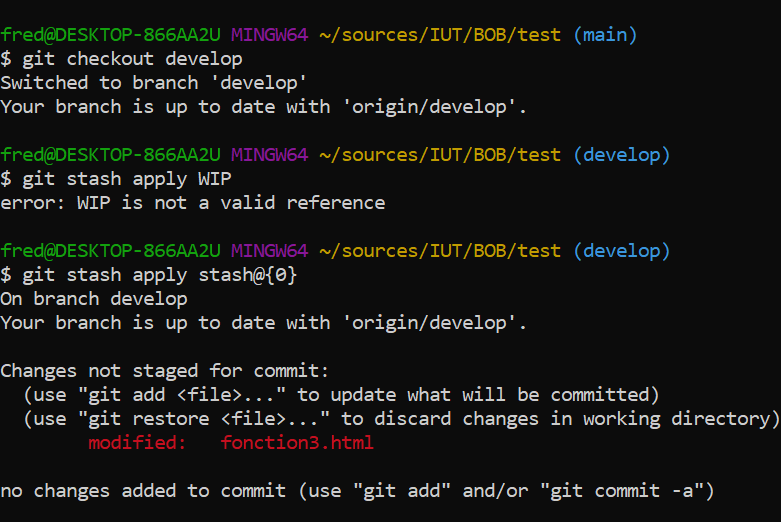 fred@DESKTOP-866AA2U MINGW64 ~/sources/IUT/BOB/test (main)
$ git checkout develop
Switched to branch 'develop'
Your branch is up to date with 'origin/develop'.
fred@DESKTOP-866AA2U MINGW64 ~/sources/IUT/BOB/test (develop)
$ git stash apply WIP
error: WIP is not a valid reference
fred@DESKTOP-866AA2U MINGW64 ~/sources/IUT/BOB/test (develop)
$ git stash apply stash@{0}
On branch develop
Your branch is up to date with 'origin/develop'.
Changes not staged for commit:
  (use "git add <file>..." to update what will be committed)
  (use "git restore <file>..." to discard changes in working directory)
        modified:   fonction3.html
no changes added to commit (use "git add" and/or "git commit -a")